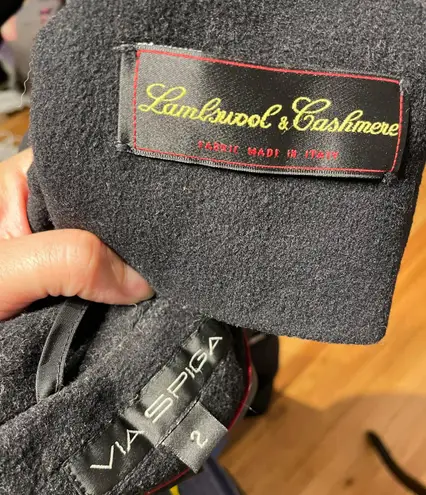 Lambswool & Cashmere
FABRIC MADE IN ITALY
VIA SPIGA
2